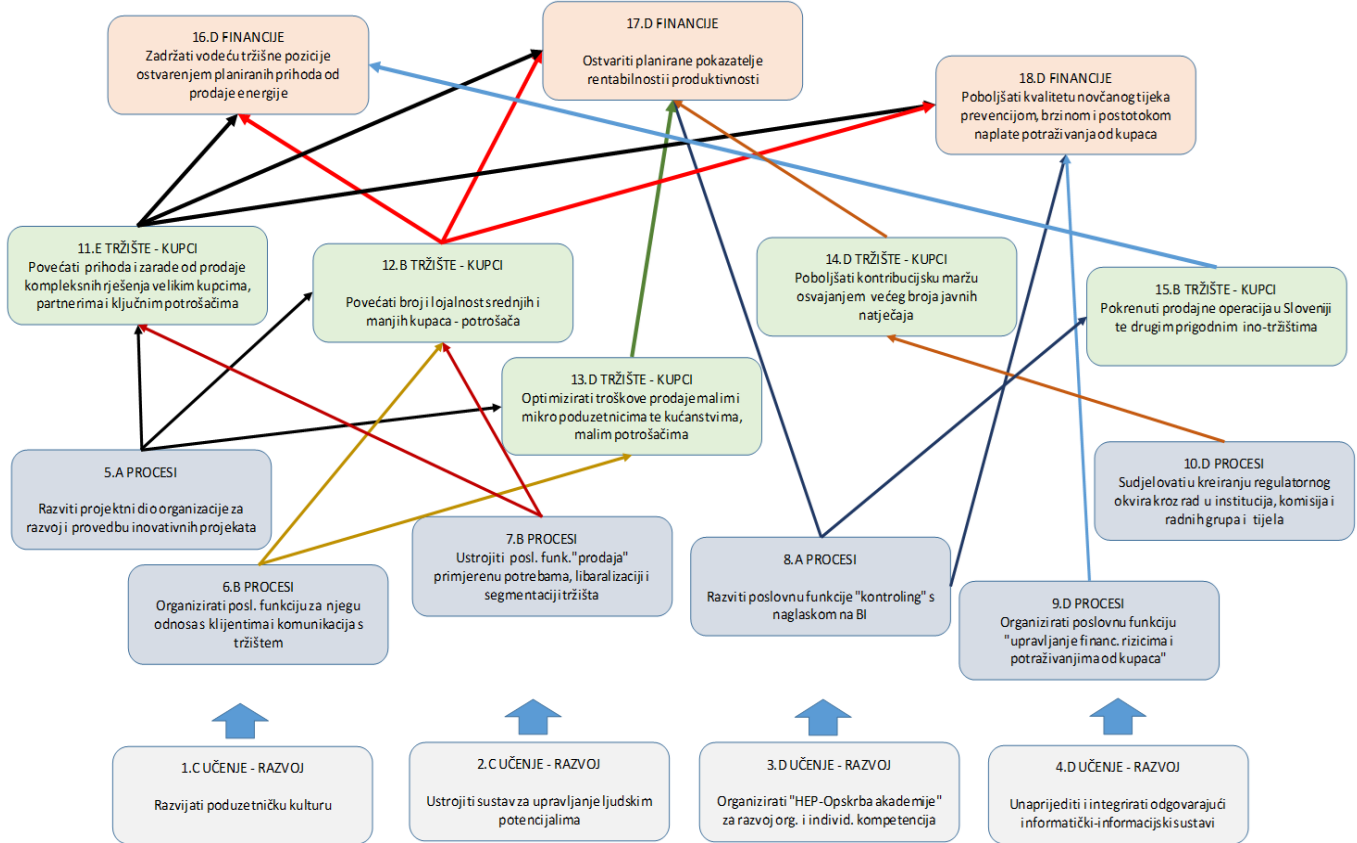 16.D FINANCIJE
Zadržati vodeću tržišne pozicije
ostvarenjem planiranih prihoda od
prodaje energije
17.D FINANCIJE
Ostvariti planirane pokazatelje
rentabilnosti i produktivnosti
18.D FINANCIJE
Poboljšati kvalitetu novčanog tijeka
prevencijom, brzinom i postotokom
naplate potraživanja od kupaca
11.E TRŽIŠTE - KUPCI
Povećati prihoda i zarade od prodaje
kompleksnih rješenja velikim kupcima,
partnerima i ključnim potrošačima
12.B TRŽIŠTE - KUPCI
Povećati broj i lojalnost srednjih i
manjih kupaca - potrošača
13.D TRŽIŠTE - KUPCI
Optimizirati troškove prodaje malim i
mikro poduzetnicima te kućanstvima,
malim potrošačima
14.D TRŽIŠTE - KUPCI
Poboljšati kontribucijsku maržu
osvajanjem većeg broja javnih
natječaja
15.B TRŽIŠTE - KUPCI
Pokrenuti prodajne operacija u Sloveniji
te drugim prigodnim ino-tržištima
5.A PROCESI
Razviti projektni dio organizacije za
razvoj i provedbu inovativnih projekata
6.B PROCESI
Organizirati posl. funkciju za njegu
odnosa s klijentima i komunikacija s
tržištem
7.B PROCESI
Ustrojiti posl. funk."prodaja"
primjerenu potrebama, libaralizaciji i
segmentaciji tržišta
8.A PROCESI
Razviti poslovnu funkcije "kontroling" s
naglaskom na BI
9.D PROCESI
Organizirati poslovnu funkciju
"upravljanje financ. rizicima i
potraživanjima od kupaca"
10.D PROCESI
Sudjelovati u kreiranju regulatornog
okvira kroz rad u institucija, komisija i
radnih grupa i tijela
1.C UČENJE - RAZVOJ
Razvijati poduzetničku kulturu
2.C UČENJE - RAZVOJ
Ustrojiti sustav za upravljanje ljudskim
potencijalima
3.D UČENJE - RAZVOJ
Organizirati "HEP-Opskrba akademije"
za razvoj org. i individ. kompetencija
4.D UČENJE - RAZVOJ
Unaprijediti i integrirati odgovarajući
informatički-informacijski sustavi